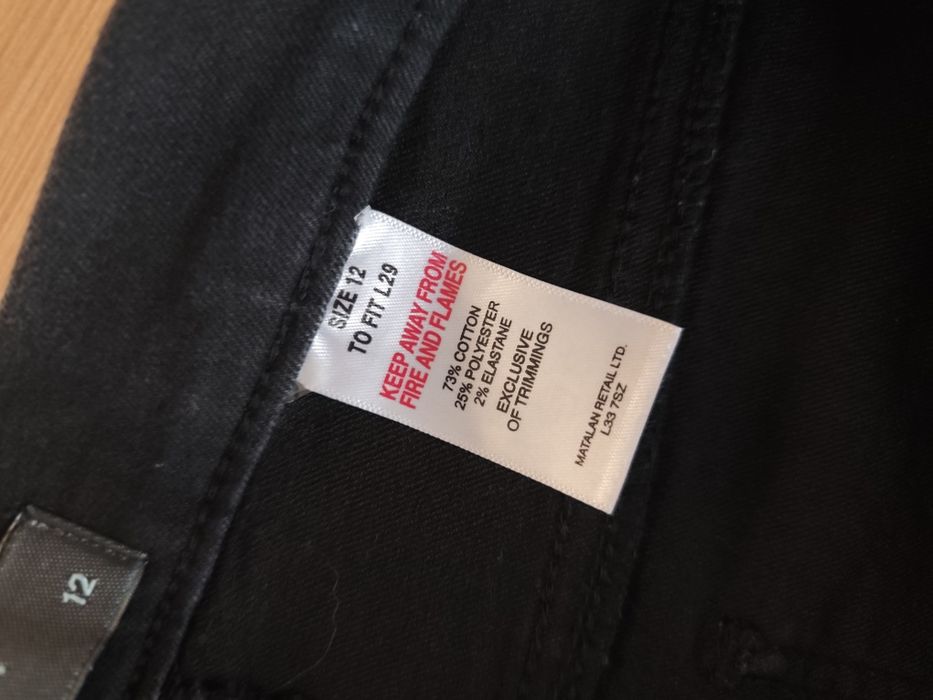 SIZE 12
TO FIT L29
KEEP AWAY FROM
FIRE AND FLAMES
73% COTTON
25% POLYESTER
2% ELASTANE
EXCLUSIVE
OF TRIMMINGS
MATALAN RETAIL LTD.
L33 7SZ
12